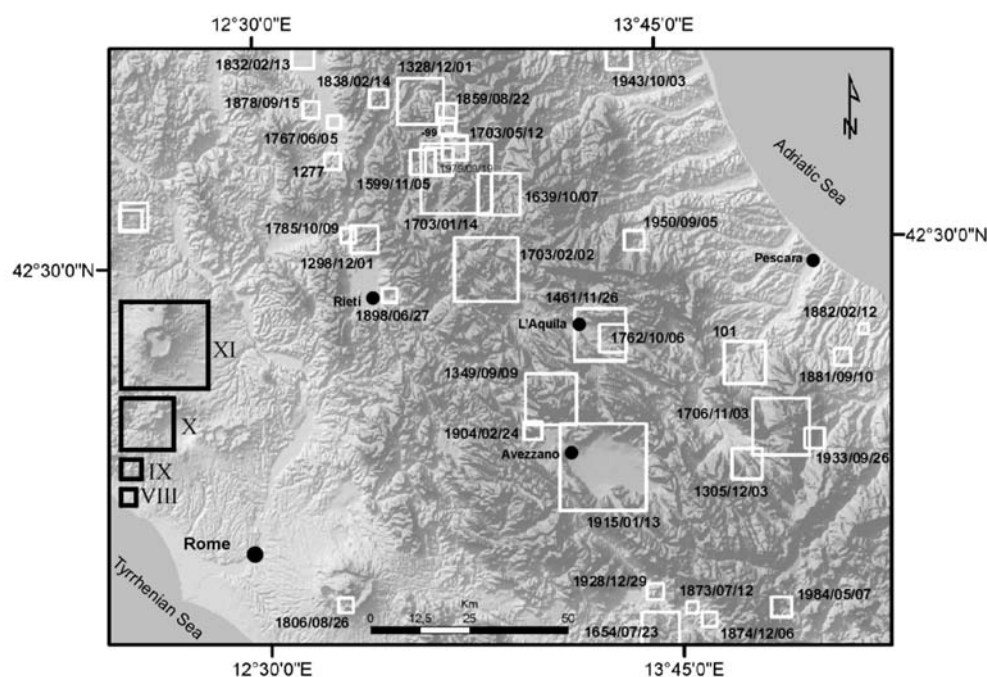 12°30'0"E
13°45'0"E
1832/02/13
1328/12/01
1943/10/03
1838/02/14
1878/09/15
1859/08/22
-99
1703/05/12
1767/06/05
1277
1599/11/05
1639/10/07
1703/01/14
1950/09/05
1785/10/09
1703/02/02
1298/12/01
Adriatic Sea
N
42°30'0"N
42°30'0"N
Pescara
Rieti
1898/06/27
1461/11/26
L'Aquila
1762/10/06
101
1882/02/12
1881/09/10
XI
1349/09/09
1706/11/03
X
1904/02/24
Avezzano
1933/09/26
IX
1305/12/03
VIII
1915/01/13
Rome
Tyrrhenian Sea
1928/12/29
1873/07/12
1984/05/07
1806/08/26
Km
0 12,5 25 50
1654/07/23
1874/12/06
12°30'0"E
13°45'0"E